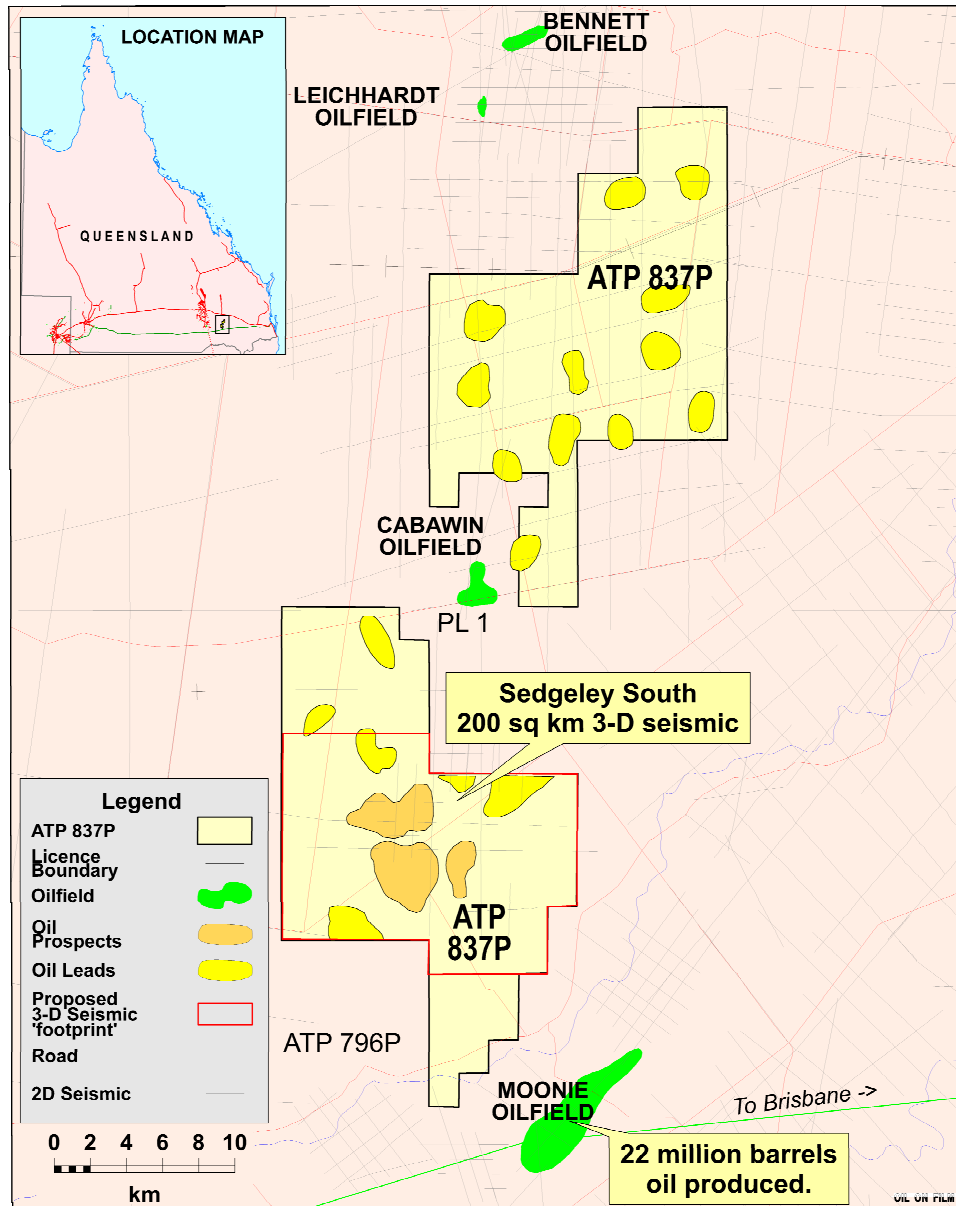 LOCATION MAP
QUEENSLAND
BENNETT
OILFIELD
LEICHHARDT
OILFIELD
ATP 837P
CABAWIN
OILFIELD
PL 1
Sedgeley South
200 sq km 3-D seismic
ATP
837P
Legend
ATP 837P
Licence
Boundary
Oilfield
Oil
Prospects
Oil Leads
Proposed
3-D Seismic
'footprint'
Road
2D Seismic
0 2 4 6 8 10
km
ATP 796P
MOONIE
OILFIELD
To Brisbane ->
22 million barrels
oil produced.
OIL ON FILM